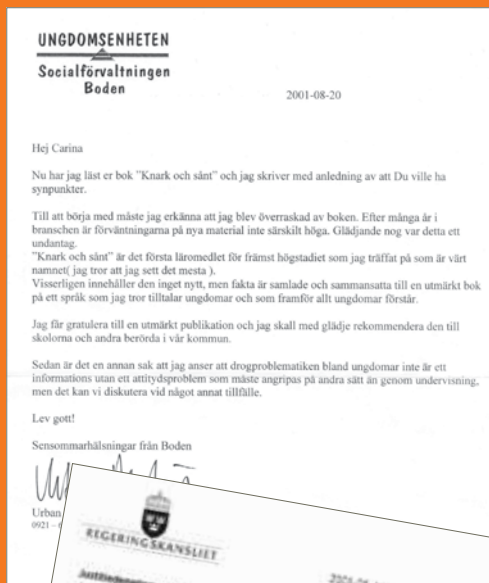 UNGDOMSENHETEN
Socialförvaltningen
Boden
2001-08-20
Hej Carina
Nu har jag läst er bok "Knark och sånt" och jag skriver med anledning av att Du ville ha
synpunkter.
Till att börja med måste jag erkänna att jag blev överraskad av boken. Efter många år i
branschen är förväntningarna på nya material inte särskilt höga. Glädjande nog var detta ett
undantag.
"Knark och sånt" är det första läromedlet för främst högstadiet som jag träffat på som är värt
namnet( jag tror att jag sett det mesta ).
Visserligen innehåller den inget nytt, men fakta är samlade och sammansatta till en utmärkt bok
på ett språk som jag tror tilltalar ungdomar och som framför allt ungdomar förstår.
Jag får gratulera till en utmärkt publikation och jag skall med glädje rekommendera den till
skolorna och andra berörda i vår kommun.
Sedan är det en annan sak att jag anser att drogproblematiken bland ungdomar inte är ett
informations utan ett attitydsproblem som måste angripas på andra sätt än genom undervisning,
men det kan vi diskutera vid något annat tillfälle.
Lev gott!
Sensommarhälsningar från Boden
Urban
0921 –
REGERINGSKANSLIET